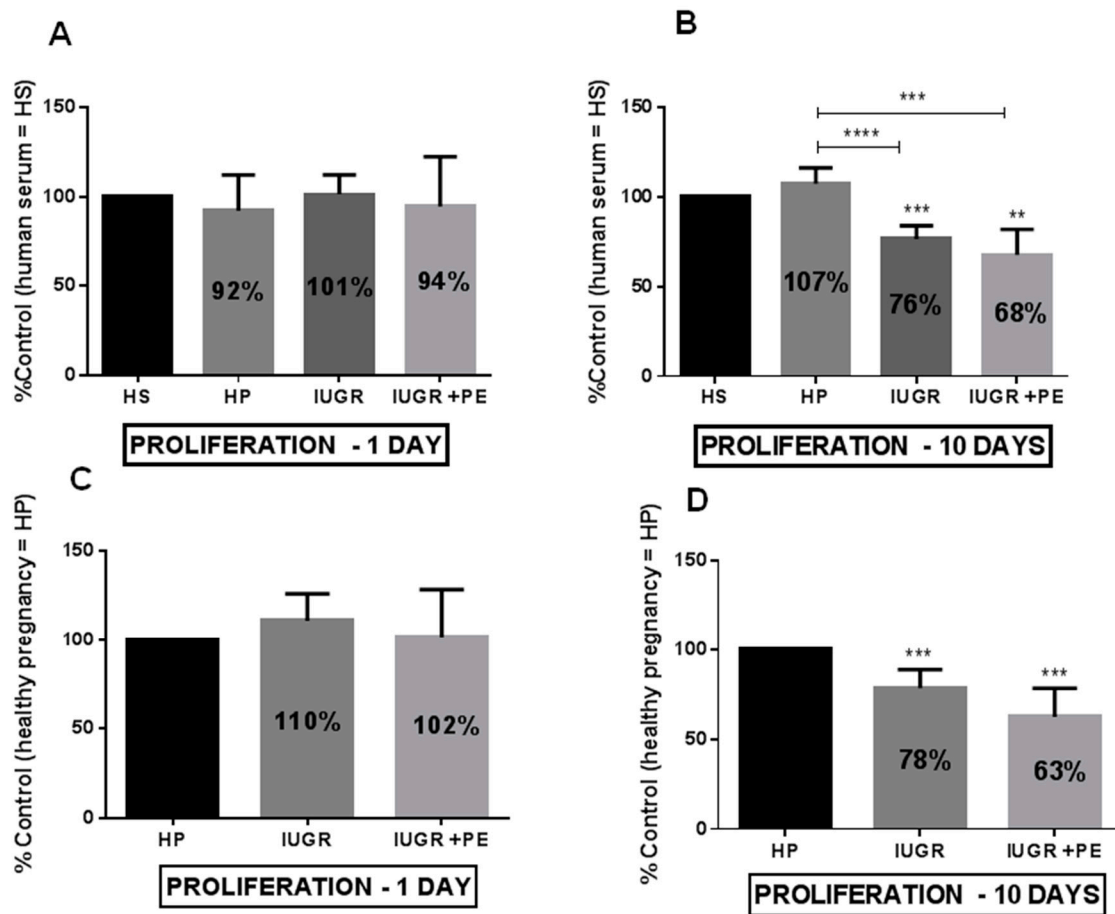 A
%Control (human serum = HS)
150
100
50
0
92%
101%
94%
HS HP IUGR IUGR +PE
PROLIFERATION - 1 DAY
B
%Control (human serum = HS)
150
100
50
0
***
****
***
**
107%
76%
68%
HS HP IUGR IUGR +PE
PROLIFERATION - 10 DAYS
C
% Control (healthy pregnancy = HP)
150
100
50
0
110%
102%
HP IUGR IUGR +PE
PROLIFERATION - 1 DAY
D
% Control (healthy pregnancy = HP)
150
100
50
0
***
***
78%
63%
HP IUGR IUGR +PE
PROLIFERATION - 10 DAYS